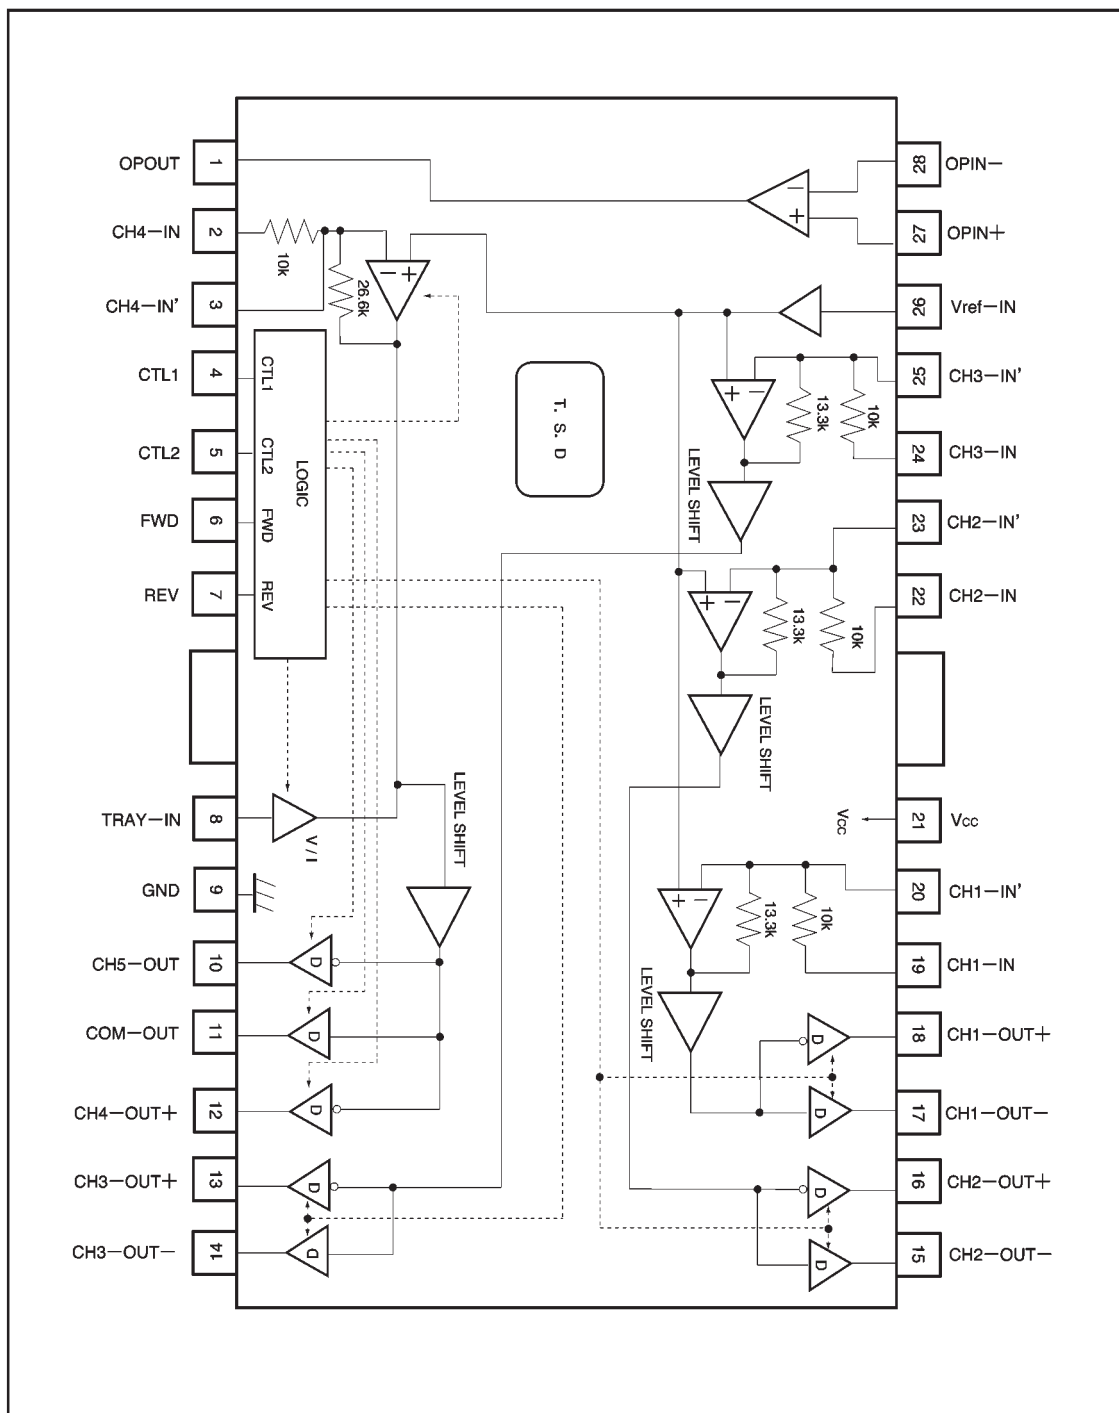 OPOUT 1
CH4−IN 2
CH4−IN' 3
CTL1 4
CTL2 5
FWD 6
REV 7
TRAY−IN 8
GND 9
CH5−OUT 10
COM−OUT 11
CH4−OUT+ 12
CH3−OUT+ 13
CH3−OUT− 14
10k
26.6k
− +
CTL1
CTL2
FWD
REV
LOGIC
V / I
LEVEL SHIFT
D
D
D
D
D
T. S. D
− +
+ −
13.3k
10k
LEVEL SHIFT
+ −
13.3k
10k
LEVEL SHIFT
Vcc
+ −
13.3k
10k
LEVEL SHIFT
D
D
D
D
28 OPIN−
27 OPIN+
26 Vref−IN
25 CH3−IN'
24 CH3−IN
23 CH2−IN'
22 CH2−IN
21 Vcc
20 CH1−IN'
19 CH1−IN
18 CH1−OUT+
17 CH1−OUT−
16 CH2−OUT+
15 CH2−OUT−